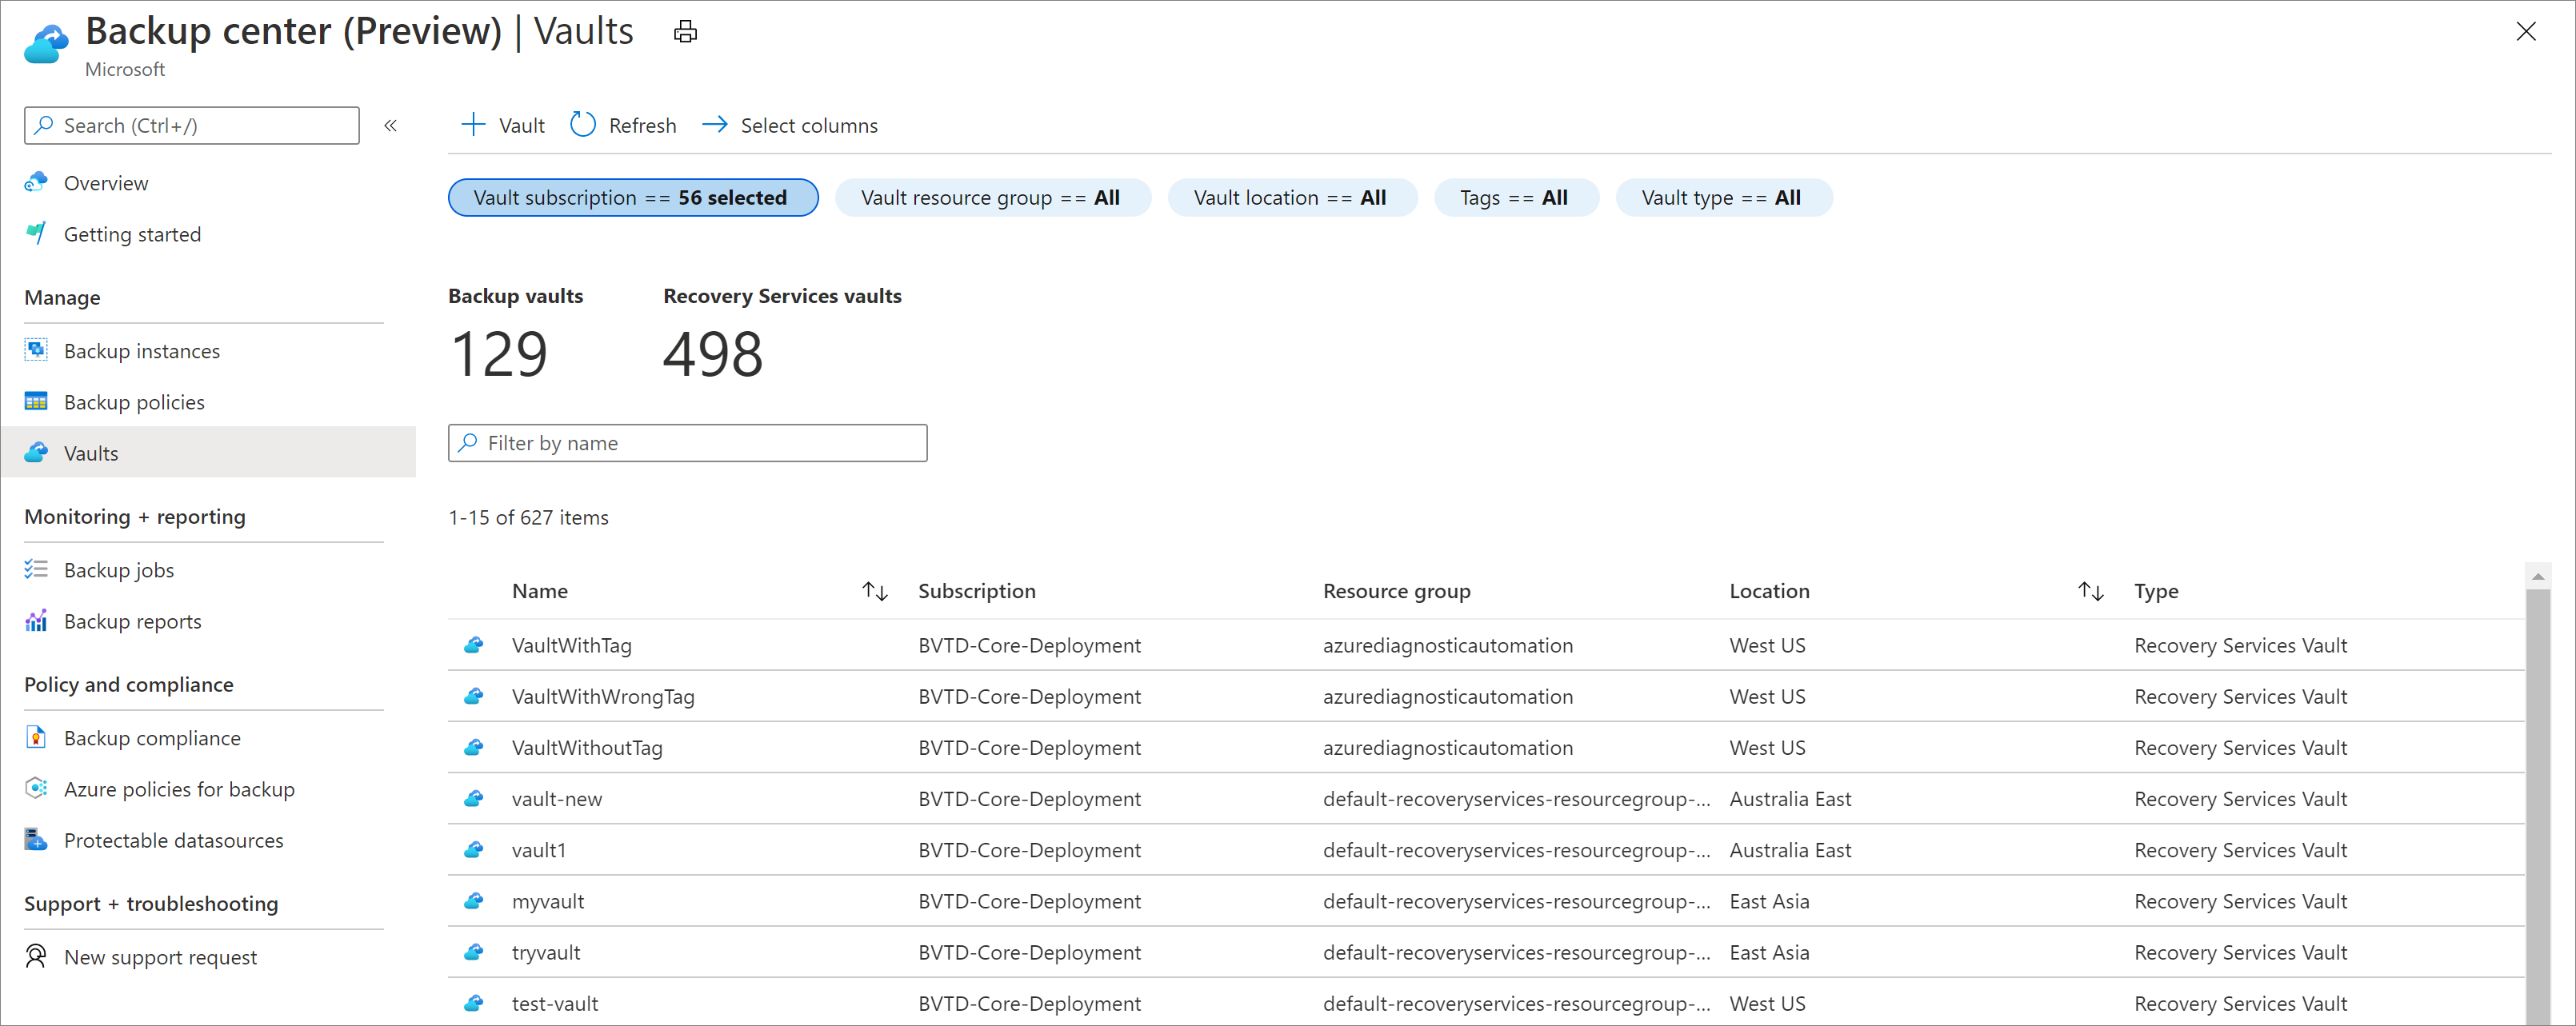 Backup center (Preview) | Vaults
Microsoft
Search (Ctrl+/)
«
Overview
Getting started
Manage
Backup instances
Backup policies
Vaults
Monitoring + reporting
Backup jobs
Backup reports
Policy and compliance
Backup compliance
Azure policies for backup
Protectable datasources
Support + troubleshooting
New support request
Vault Refresh Select columns
Vault subscription == 56 selected Vault resource group == All Vault location == All Tags == All Vault type == All
Backup vaults Recovery Services vaults
129 498
Filter by name
1-15 of 627 items
Name Subscription Resource group Location Type
VaultWithTag BVTD-Core-Deployment azurediagnosticautomation West US Recovery Services Vault
VaultWithWrongTag BVTD-Core-Deployment azurediagnosticautomation West US Recovery Services Vault
VaultWithoutTag BVTD-Core-Deployment azurediagnosticautomation West US Recovery Services Vault
vault-new BVTD-Core-Deployment default-recoveryservices-resourcegroup-... Australia East Recovery Services Vault
vault1 BVTD-Core-Deployment default-recoveryservices-resourcegroup-... Australia East Recovery Services Vault
myvault BVTD-Core-Deployment default-recoveryservices-resourcegroup-... East Asia Recovery Services Vault
tryvault BVTD-Core-Deployment default-recoveryservices-resourcegroup-... East Asia Recovery Services Vault
test-vault BVTD-Core-Deployment default-recoveryservices-resourcegroup-... West US Recovery Services Vault